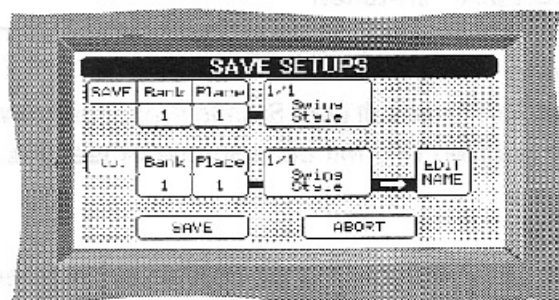 SAVE SETUPS
SAVE Bank Place 1/1
1 1 Swing Style
to: Bank Place 1/1
1 1 Swing Style EDIT NAME
SAVE ABORT